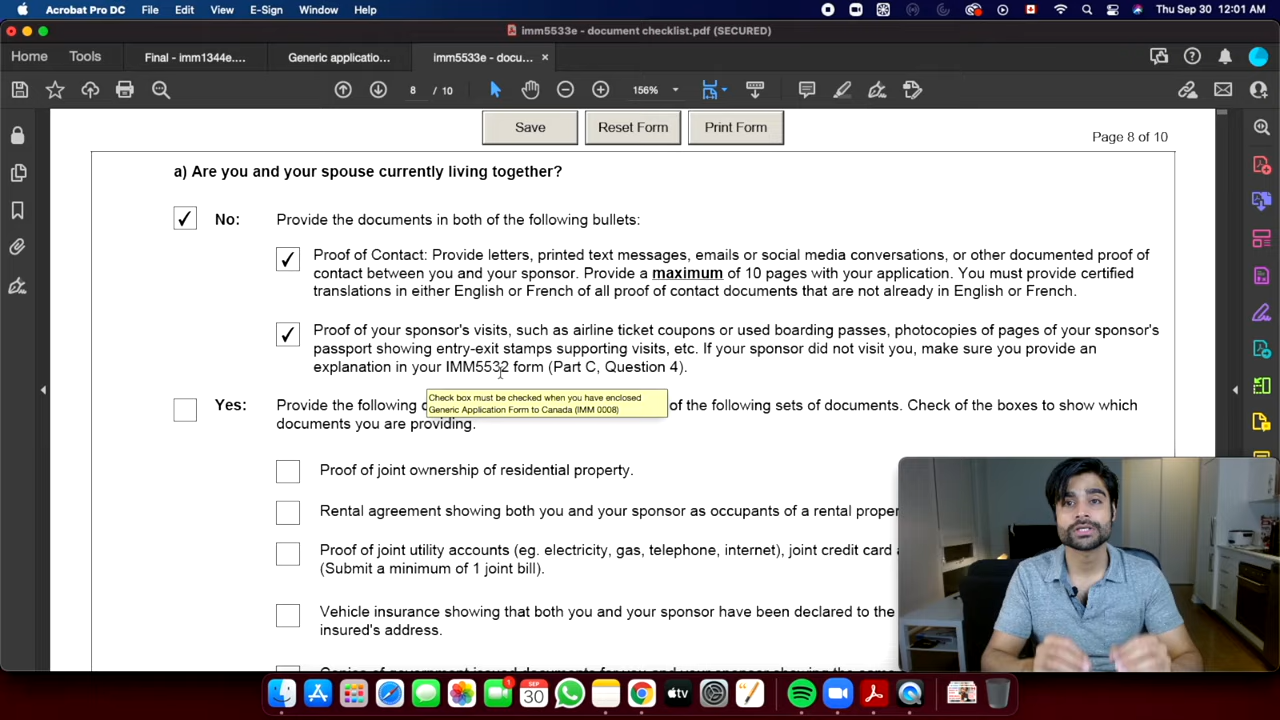 Acrobat Pro DC File Edit View E-Sign Window Help Thu Sep 30 12:01 AM
imm5533e - document checklist.pdf (SECURED)
Home Tools Final - imm1344e.... Generic applicatio... imm5533e - docu... ×
8 / 10 156%
Save Reset Form Print Form
Page 8 of 10
a) Are you and your spouse currently living together?
No: Provide the documents in both of the following bullets:
Proof of Contact: Provide letters, printed text messages, emails or social media conversations, or other documented proof of
contact between you and your sponsor. Provide a maximum of 10 pages with your application. You must provide certified
translations in either English or French of all proof of contact documents that are not already in English or French.
Proof of your sponsor's visits, such as airline ticket coupons or used boarding passes, photocopies of pages of your sponsor's
passport showing entry-exit stamps supporting visits, etc. If your sponsor did not visit you, make sure you provide an
explanation in your IMM5532 form (Part C, Question 4).
Check box must be checked when you have enclosed
Generic Application Form to Canada (IMM 0008)
Yes: Provide the following of the following sets of documents. Check of the boxes to show which
documents you are providing.
Proof of joint ownership of residential property.
Rental agreement showing both you and your sponsor as occupants of a rental
Proof of joint utility accounts (eg. electricity, gas, telephone, internet), joint credit card
(Submit a minimum of 1 joint bill).
Vehicle insurance showing that both you and your sponsor have been declared to the
insured's address.
SEP
30
1
tv